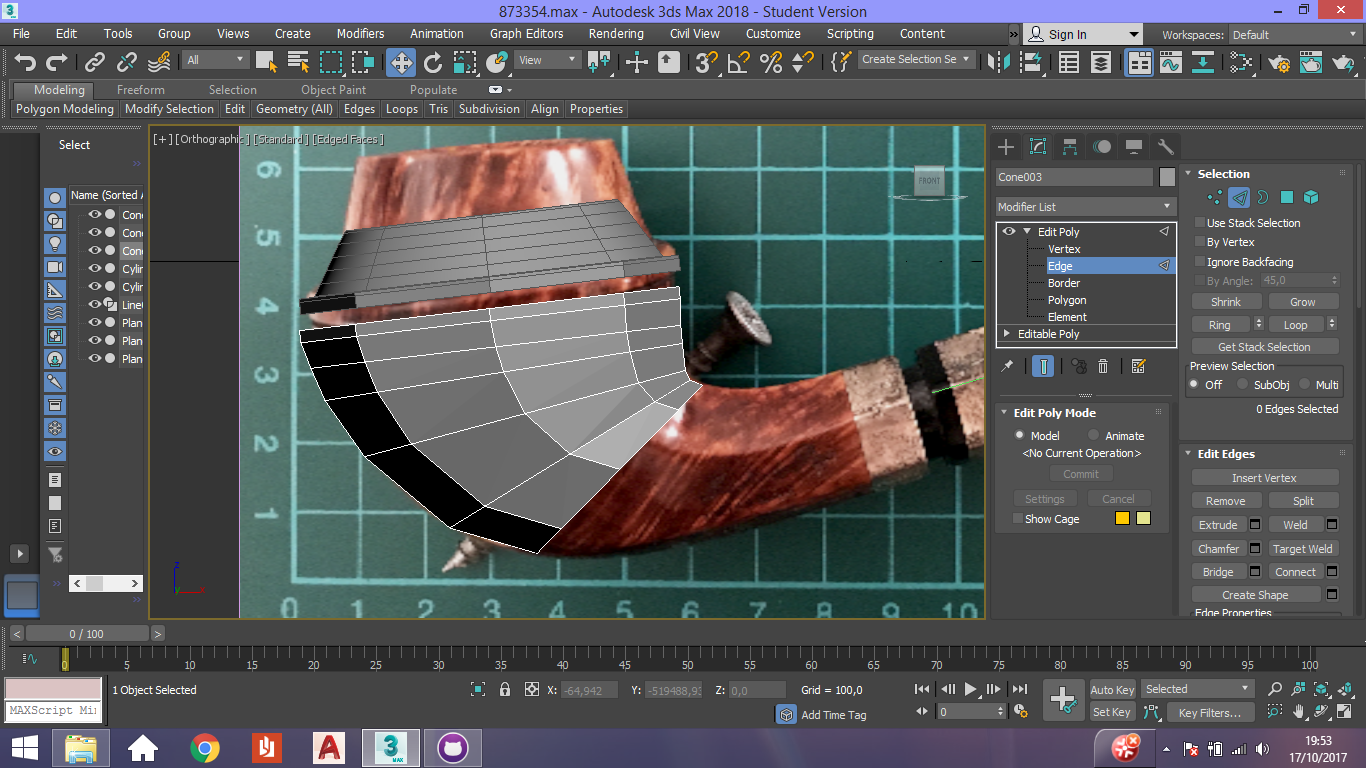 873354.max - Autodesk 3ds Max 2018 - Student Version
File Edit Tools Group Views Create Modifiers Animation Graph Editors Rendering Civil View Customize Scripting Content » Sign In Workspaces: Default
All View Create Selection Se
Modeling Freeform Selection Object Paint Populate
Polygon Modeling Modify Selection Edit Geometry (All) Edges Loops Tris Subdivision Align Properties
Select
Name (Sorted A
Cone
Cone
Cone
Cylin
Cylin
Line0
Plan
Plan
Plan
[+] [Orthographic] [Standard] [Edged Faces]
FRONT
6
5
4
3
2
1
0 1 2 3 4 5 6 7 8 9 10
z
x
Cone003
Modifier List
Edit Poly
Vertex
Edge
Border
Polygon
Element
Editable Poly
Edit Poly Mode
Model Animate
<No Current Operation>
Commit
Settings Cancel
Show Cage
Selection
Use Stack Selection
By Vertex
Ignore Backfacing
By Angle: 45,0
Shrink Grow
Ring Loop
Get Stack Selection
Preview Selection
Off SubObj Multi
0 Edges Selected
Edit Edges
Insert Vertex
Remove Split
Extrude Weld
Chamfer Target Weld
Bridge Connect
Create Shape
Edge Properties
< 0 / 100 >
0 5 10 15 20 25 30 35 40 45 50 55 60 65 70 75 80 85 90 95 100
MAXScript Mi
1 Object Selected
X: -64,942 Y: -519488,93 Z: 0,0 Grid = 100,0
Add Time Tag
0
Auto Key Selected
Set Key Key Filters...
3 MAX
19:53
17/10/2017